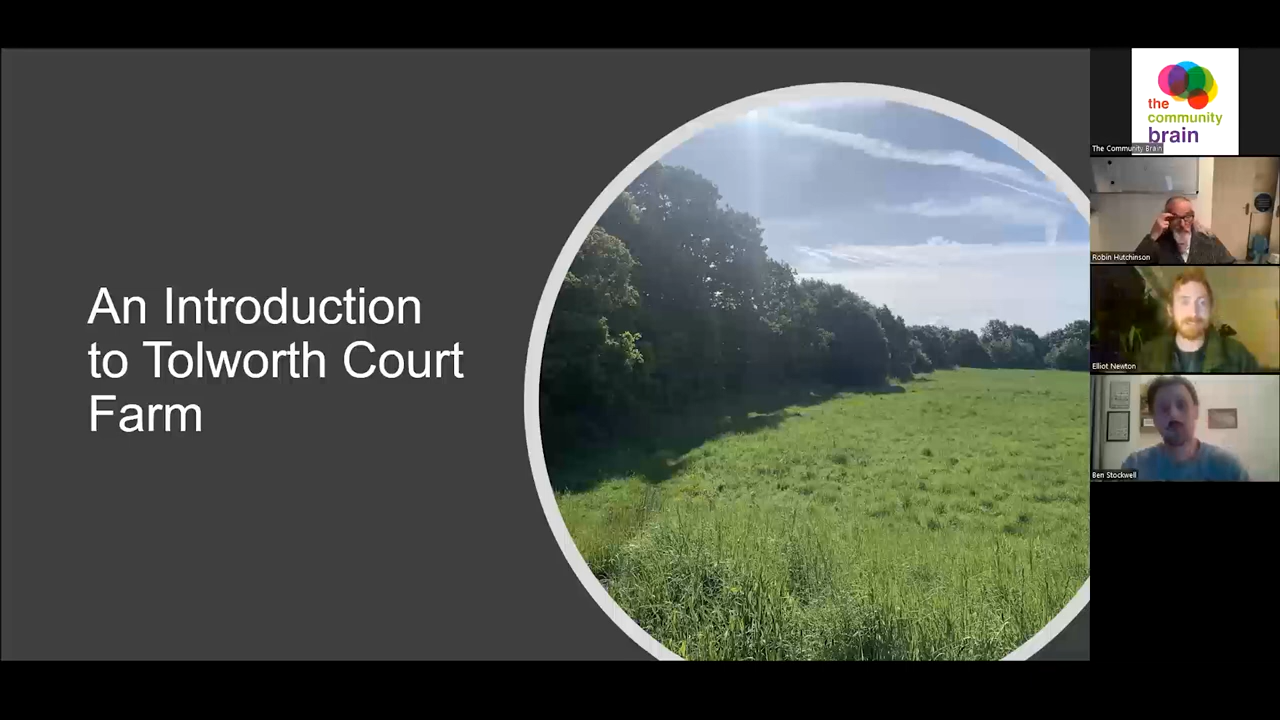 An Introduction
to Tolworth Court
Farm
the
community
brain
The Community Brain
Robin Hutchinson
Elliot Newton
Ben Stockwell